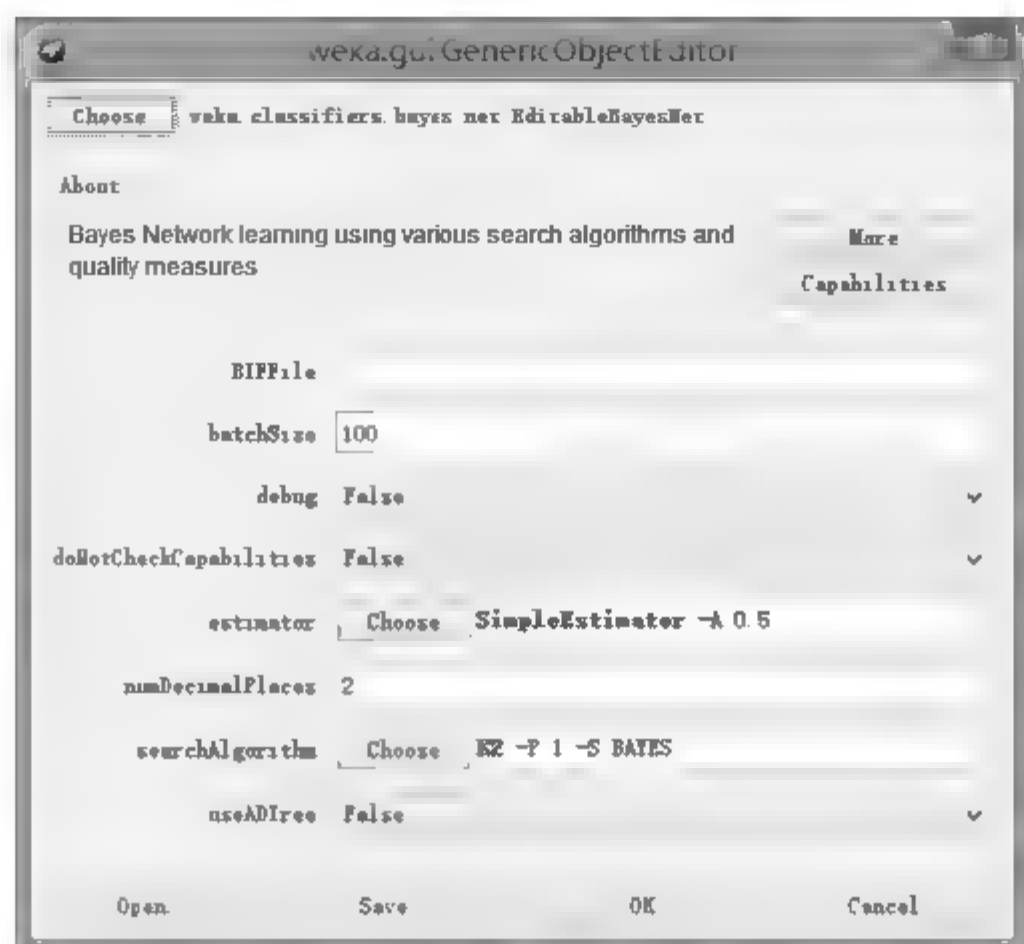 weka.gui.GenericObjectEditor
Choose weka.classifiers.bayes.net.EditableBayesNet
About
Bayes Network learning using various search algorithms and
quality measures
More
Capabilities
BIFFile
batchSize 100
debug False
doNotCheckCapabilities False
estimator Choose SimpleEstimator -A 0.5
numDecimalPlaces 2
searchAlgorithm Choose K2 -P 1 -S BAYES
useADTree False
Open Save OK Cancel